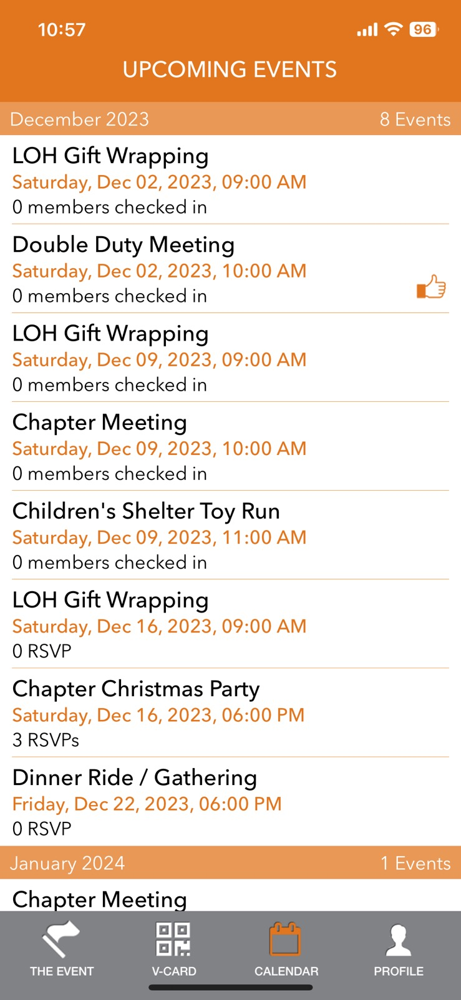 10:57
96
UPCOMING EVENTS
December 2023 8 Events
LOH Gift Wrapping
Saturday, Dec 02, 2023, 09:00 AM
0 members checked in
Double Duty Meeting
Saturday, Dec 02, 2023, 10:00 AM
0 members checked in
LOH Gift Wrapping
Saturday, Dec 09, 2023, 09:00 AM
0 members checked in
Chapter Meeting
Saturday, Dec 09, 2023, 10:00 AM
0 members checked in
Children's Shelter Toy Run
Saturday, Dec 09, 2023, 11:00 AM
0 members checked in
LOH Gift Wrapping
Saturday, Dec 16, 2023, 09:00 AM
0 RSVP
Chapter Christmas Party
Saturday, Dec 16, 2023, 06:00 PM
3 RSVPs
Dinner Ride / Gathering
Friday, Dec 22, 2023, 06:00 PM
0 RSVP
January 2024 1 Events
Chapter Meeting
THE EVENT V-CARD CALENDAR PROFILE